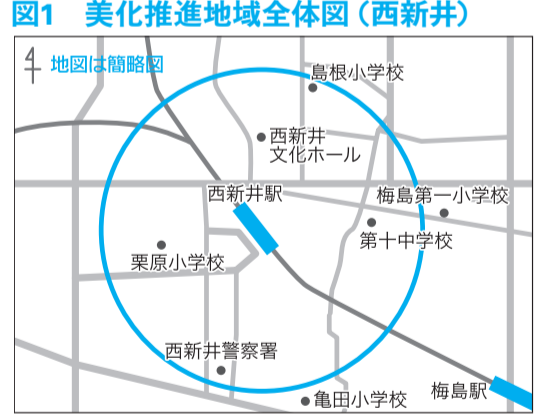 図1　美化推進地域全体図（西新井）
地図は簡略図
島根小学校
西新井
文化ホール
西新井駅
梅島第一小学校
第十中学校
栗原小学校
西新井警察署
亀田小学校
梅島駅